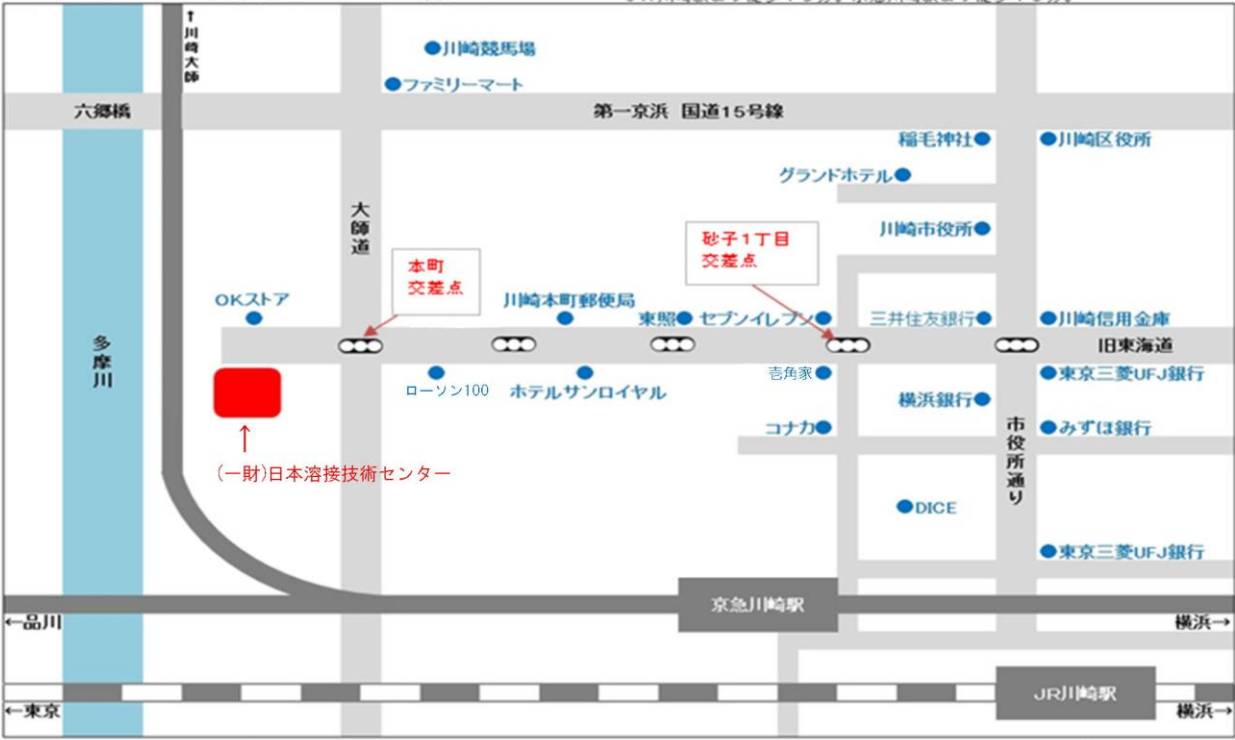 ↑川崎大師
川崎競馬場
ファミリーマート
六郷橋
第一京浜 国道15号線
稲毛神社
川崎区役所
グランドホテル
大師道
川崎市役所
砂子1丁目
交差点
本町
交差点
OKストア
川崎本町郵便局
東照
セブンイレブン
三井住友銀行
川崎信用金庫
旧東海道
多摩川
ローソン100
ホテルサンロイヤル
壱角家
東京三菱UFJ銀行
横浜銀行
コナカ
みずほ銀行
市役所通り
↑
(一財)日本溶接技術センター
DICE
東京三菱UFJ銀行
京急川崎駅
←品川
横浜→
JR川崎駅
←東京
横浜→